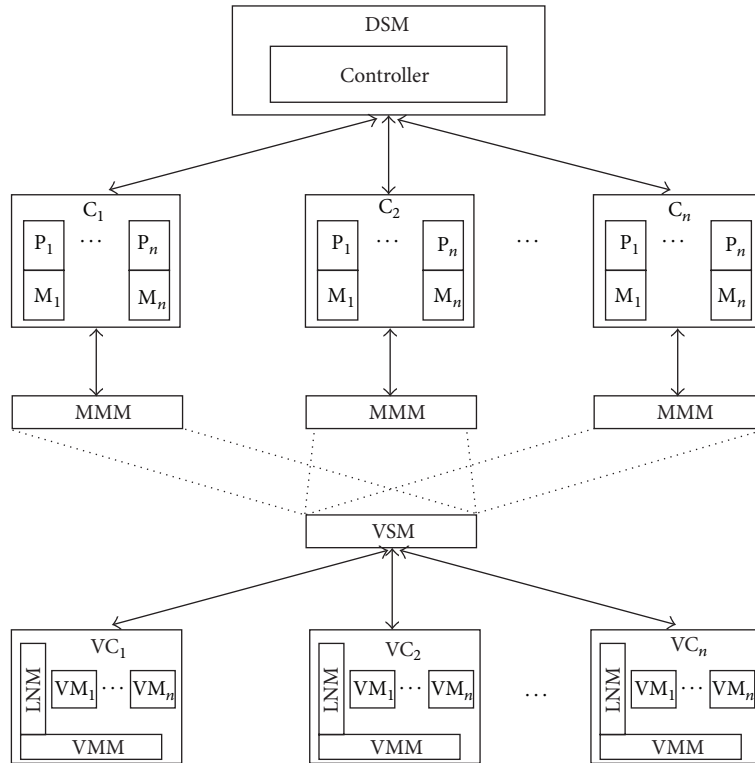 DSM
Controller
C₁ C₂ Cₙ
P₁ ⋯ Pₙ P₁ ⋯ Pₙ ⋯ P₁ ⋯ Pₙ
M₁ Mₙ M₁ Mₙ M₁ Mₙ
MMM MMM MMM
VSM
VC₁ VC₂ VCₙ
LNM VM₁ ⋯ VMₙ LNM VM₁ ⋯ VMₙ ⋯ LNM VM₁ ⋯ VMₙ
VMM VMM VMM